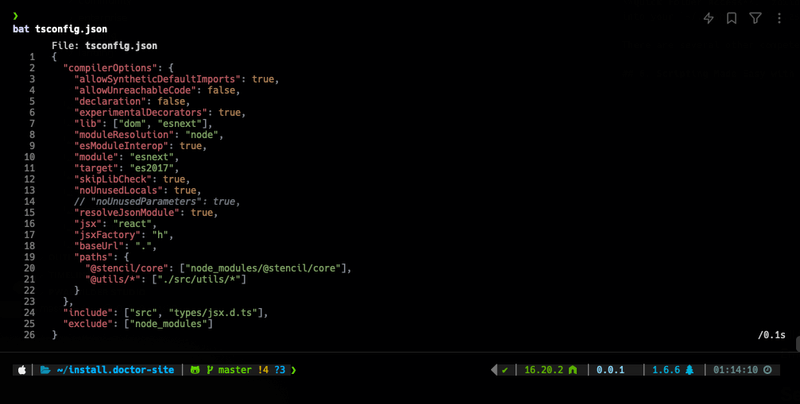 ❯
bat tsconfig.json
File: tsconfig.json
1 {
2   "compilerOptions": {
3     "allowSyntheticDefaultImports": true,
4     "allowUnreachableCode": false,
5     "declaration": false,
6     "experimentalDecorators": true,
7     "lib": ["dom", "esnext"],
8     "moduleResolution": "node",
9     "esModuleInterop": true,
10     "module": "esnext",
11     "target": "es2017",
12     "skipLibCheck": true,
13     "noUnusedLocals": true,
14     // "noUnusedParameters": true,
15     "resolveJsonModule": true,
16     "jsx": "react",
17     "jsxFactory": "h",
18     "baseUrl": ".",
19     "paths": {
20       "@stencil/core": ["node_modules/@stencil/core"],
21       "@utils/*": ["./src/utils/*"]
22     }
23   },
24   "include": ["src", "types/jsx.d.ts"],
25   "exclude": ["node_modules"]
26 }
/0.1s
~/install.doctor-site master !4 ?3 ❯ ✔ 16.20.2 0.0.1 1.6.6 01:14:10